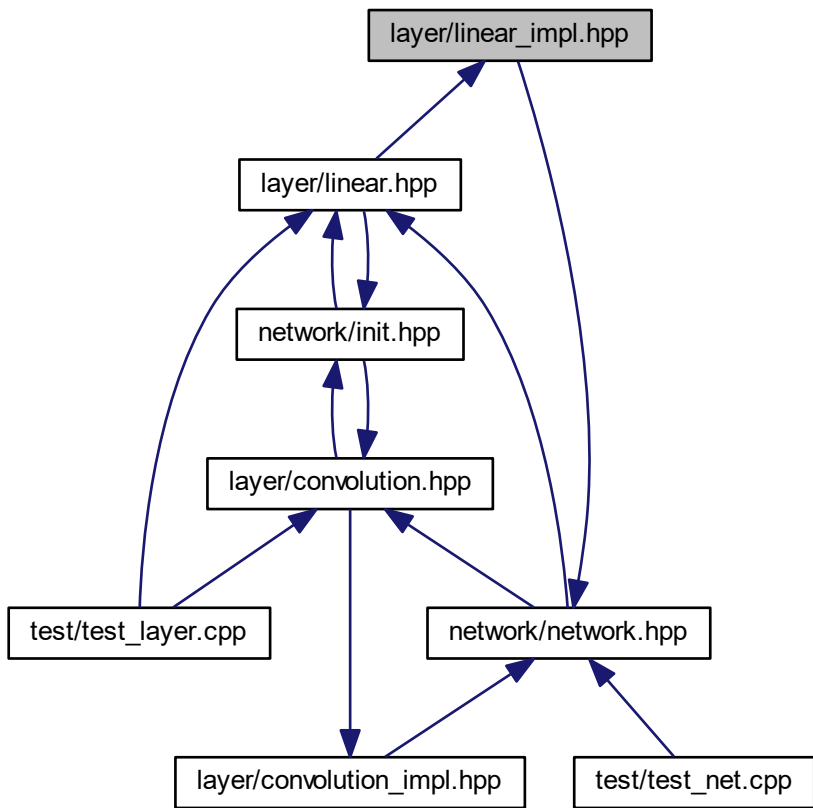 layer/linear_impl.hpp
layer/linear.hpp
network/init.hpp
layer/convolution.hpp
test/test_layer.cpp
network/network.hpp
layer/convolution_impl.hpp
test/test_net.cpp